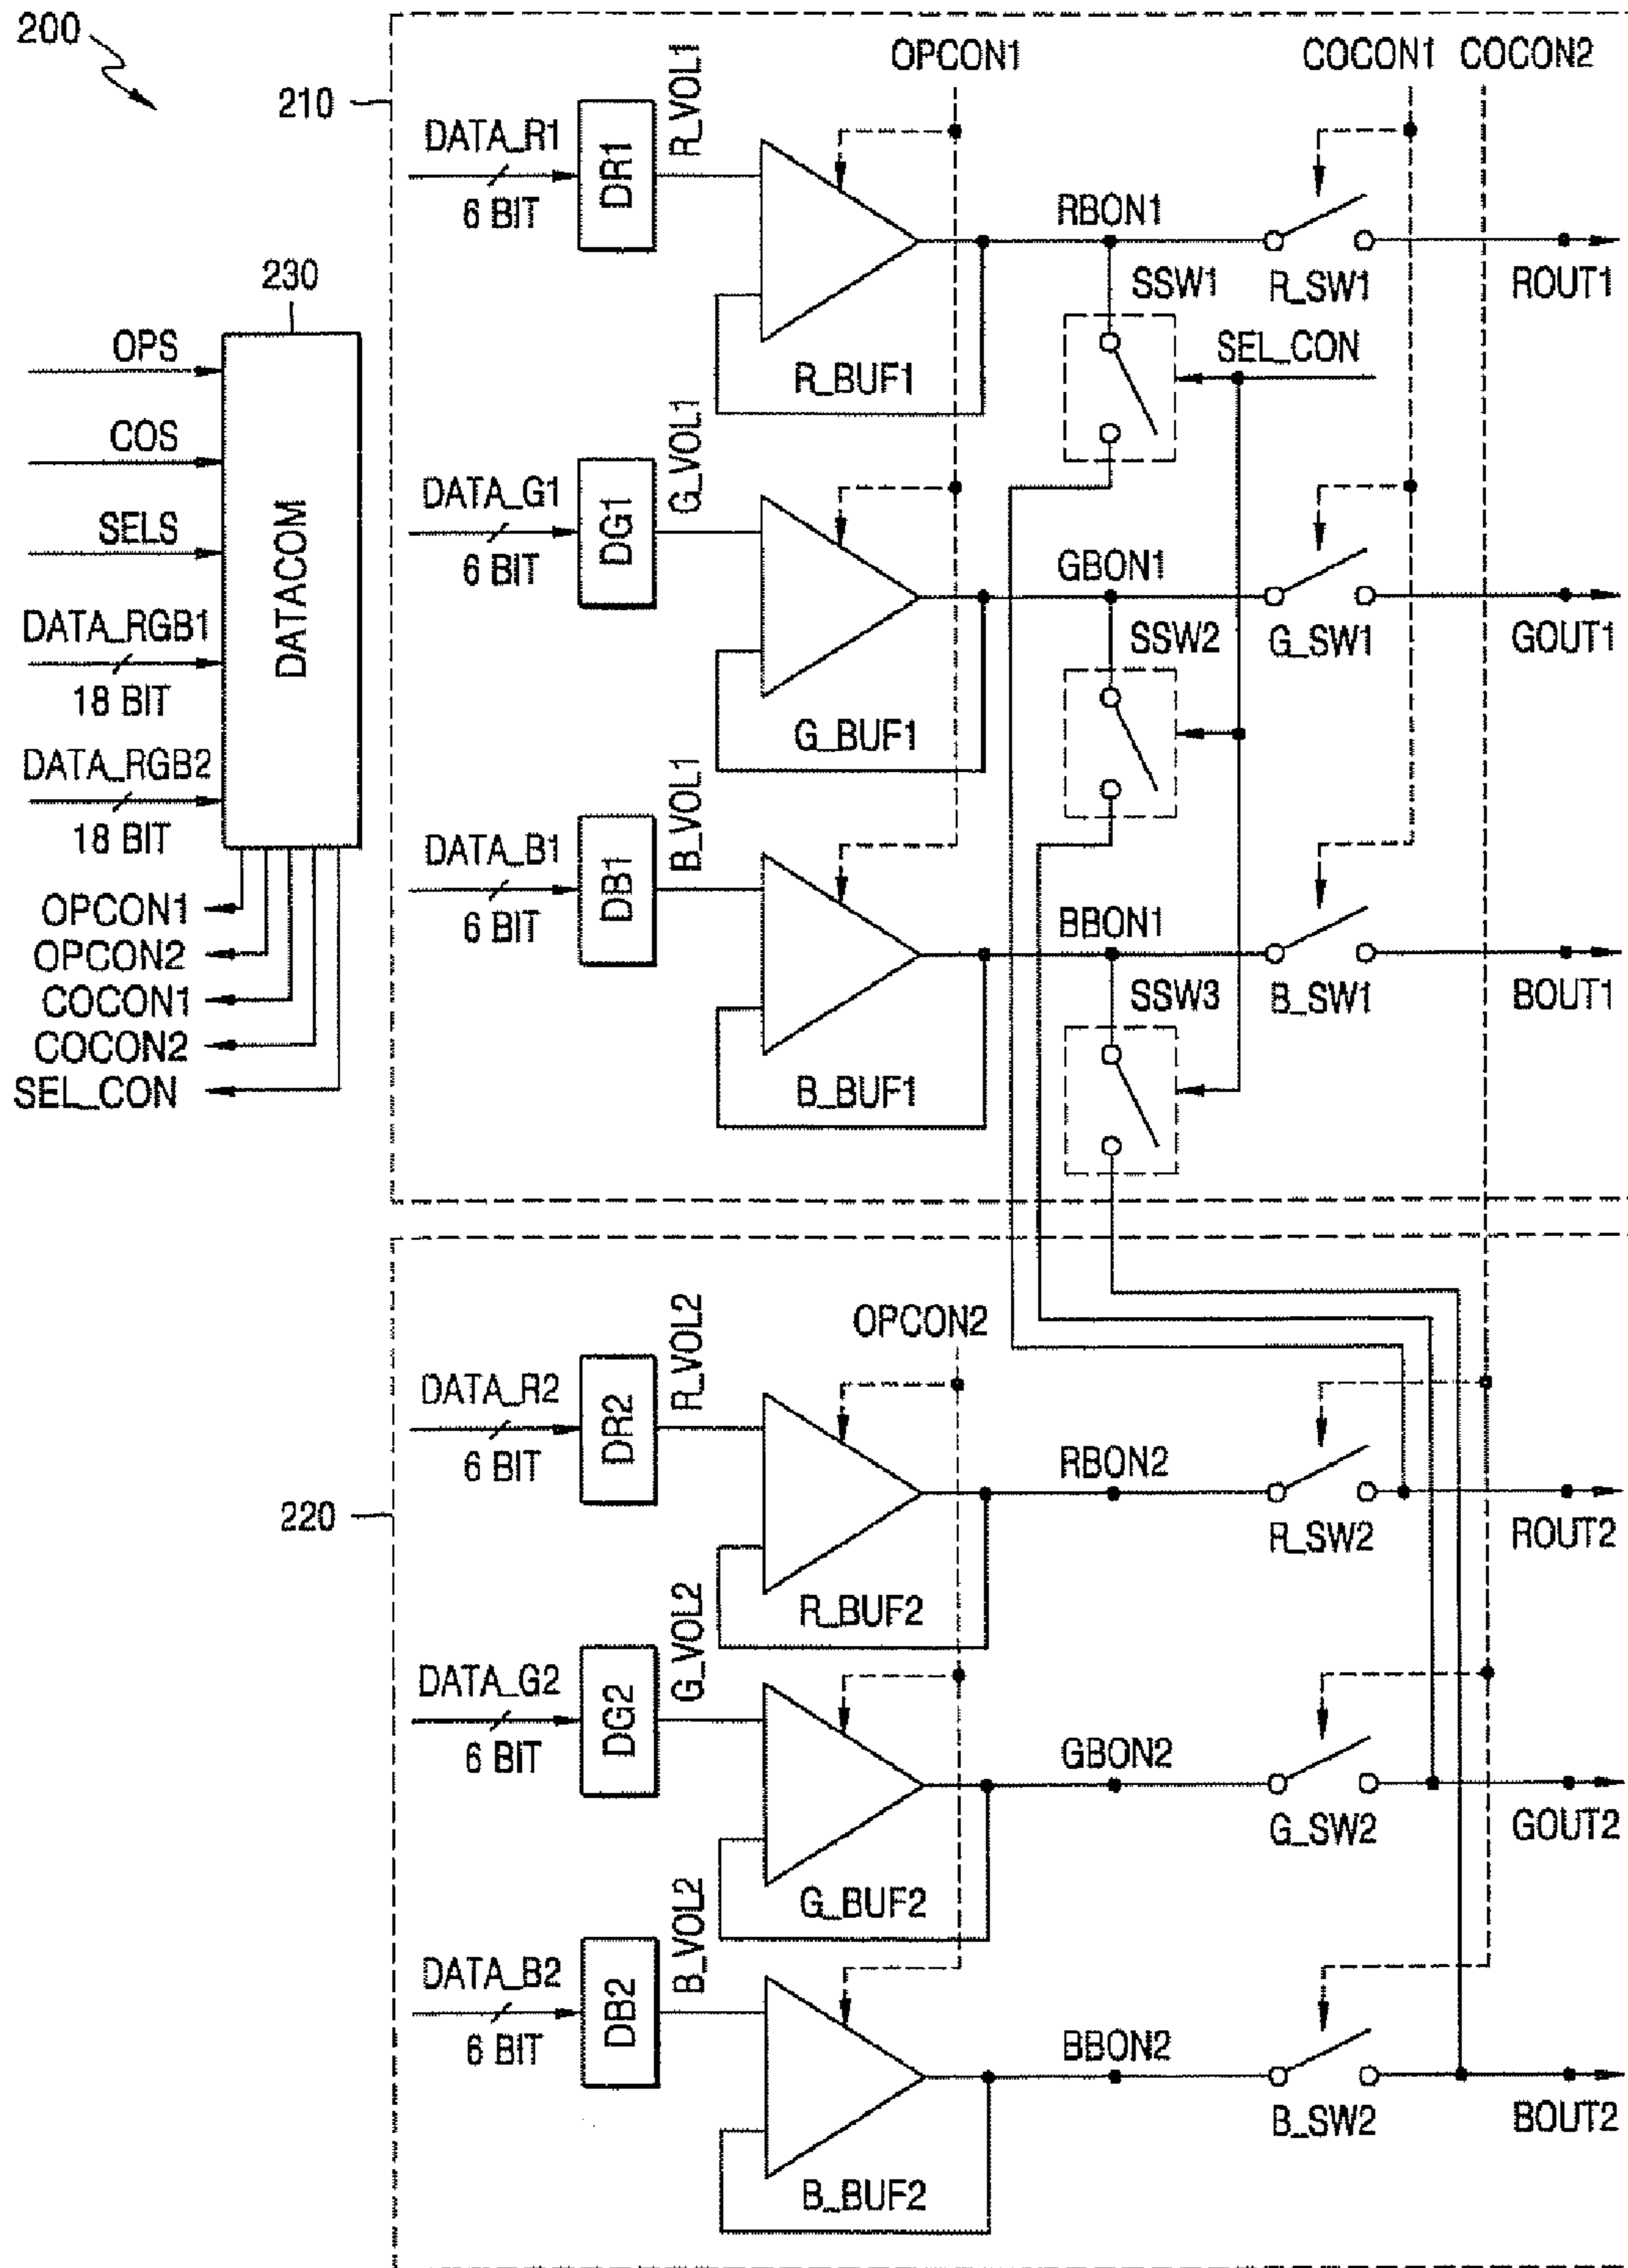 200
210
OPCON1
COCON1 COCON2
DATA_R1
6 BIT
DR1
R_VOL1
R_BUF1
RBON1
SSW1
R_SW1
ROUT1
SEL_CON
230
OPS
COS
SELS
DATA_RGB1
18 BIT
DATA_RGB2
18 BIT
DATACOM
OPCON1
OPCON2
COCON1
COCON2
SEL_CON
DATA_G1
6 BIT
DG1
G_VOL1
G_BUF1
GBON1
SSW2
G_SW1
GOUT1
DATA_B1
6 BIT
DB1
B_VOL1
B_BUF1
BBON1
SSW3
B_SW1
BOUT1
220
OPCON2
DATA_R2
6 BIT
DR2
R_VOL2
R_BUF2
RBON2
R_SW2
ROUT2
DATA_G2
6 BIT
DG2
G_VOL2
G_BUF2
GBON2
G_SW2
GOUT2
DATA_B2
6 BIT
DB2
B_VOL2
B_BUF2
BBON2
B_SW2
BOUT2